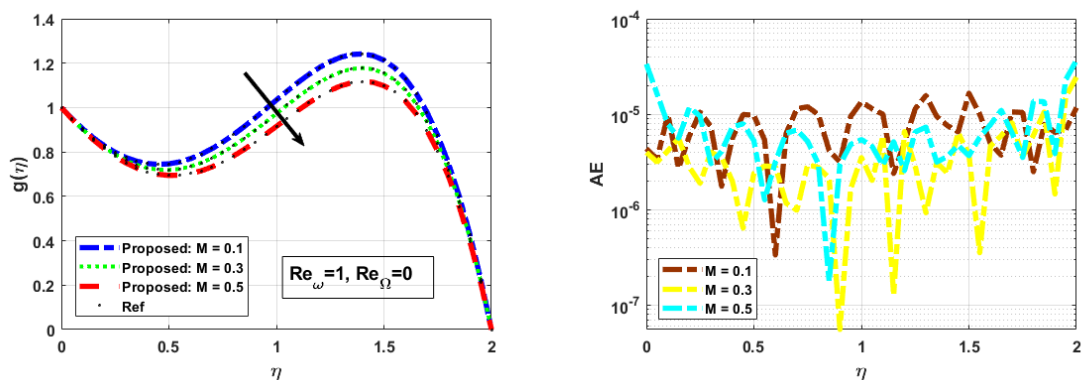 1.4
1.2
1
0.8
0.6
0.4
0.2
0
g(η)
Proposed: M = 0.1
Proposed: M = 0.3
Proposed: M = 0.5
Ref
Re_ω=1, Re_Ω=0
0 0.5 1 1.5 2
η
10^-4
10^-5
10^-6
10^-7
AE
M = 0.1
M = 0.3
M = 0.5
0 0.5 1 1.5 2
η